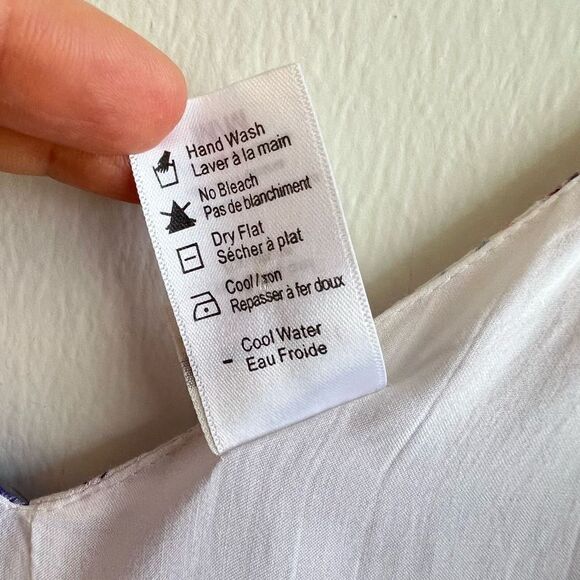 Hand Wash
Laver à la main
No Bleach
Pas de blanchiment
Dry Flat
Sécher à plat
Cool Iron
Repasser à fer doux
- Cool Water
Eau Froide